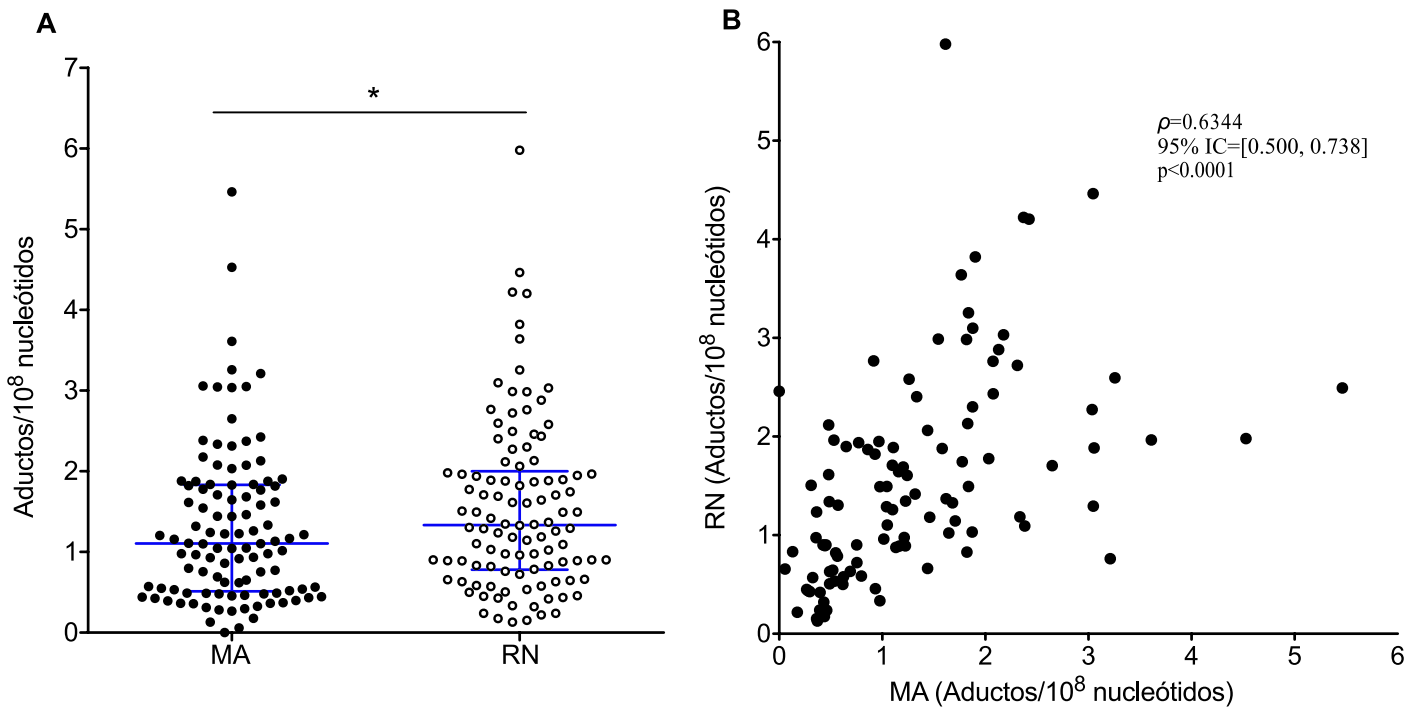 A
Aductos/10⁸ nucleótidos
7
6
5
4
3
2
1
0
*
MA
RN
B
RN (Aductos/10⁸ nucleótidos)
6
5
4
3
2
1
0
ρ=0.6344
95% IC=[0.500, 0.738]
p<0.0001
0 1 2 3 4 5 6
MA (Aductos/10⁸ nucleótidos)